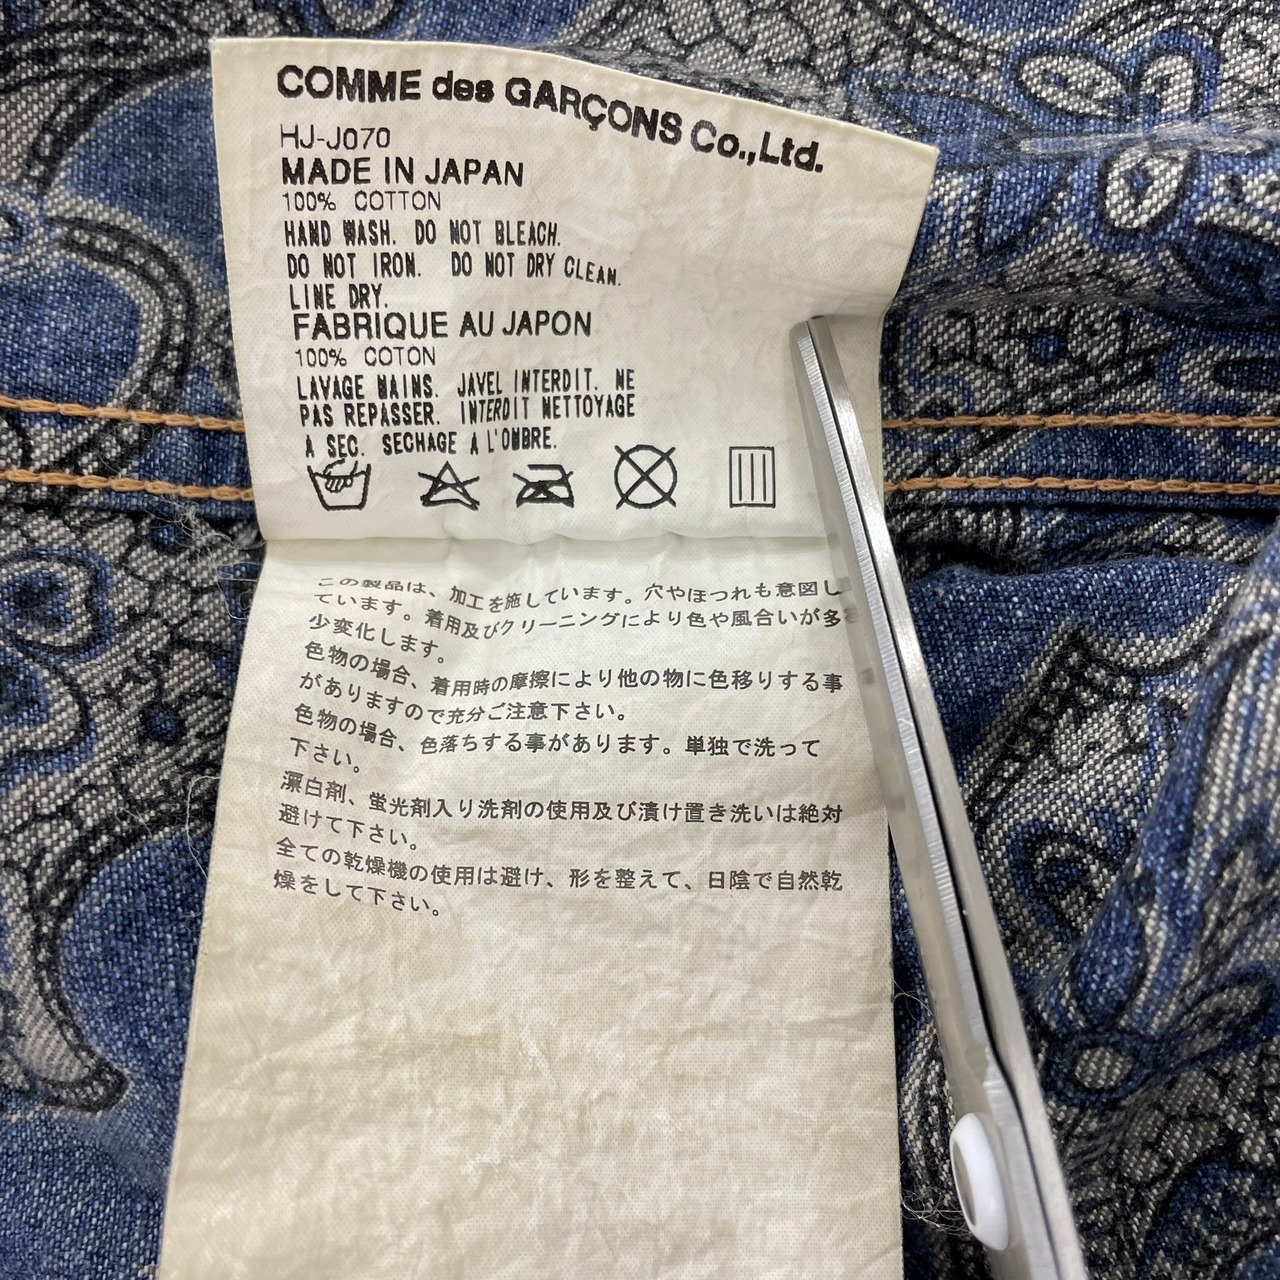 COMME des GARÇONS Co.,Ltd.
HJ-J070
MADE IN JAPAN
100% COTTON
HAND WASH. DO NOT BLEACH.
DO NOT IRON. DO NOT DRY CLEAN.
LINE DRY.
FABRIQUE AU JAPON
100% COTON
LAVAGE MAINS. JAVEL INTERDIT. NE
PAS REPASSER. INTERDIT NETTOYAGE
A SEC. SECHAGE A L'OMBRE.
この製品は、加工を施しています。穴やほつれも意図し
ています。着用及びクリーニングにより色や風合いが多
少変化します。
色物の場合、着用時の摩擦により他の物に色移りする事
がありますので充分ご注意下さい。
色物の場合、色落ちする事があります。単独で洗って
下さい。
漂白剤、蛍光剤入り洗剤の使用及び漬け置き洗いは絶対
避けて下さい。
全ての乾燥機の使用は避け、形を整えて、日陰で自然乾
燥をして下さい。